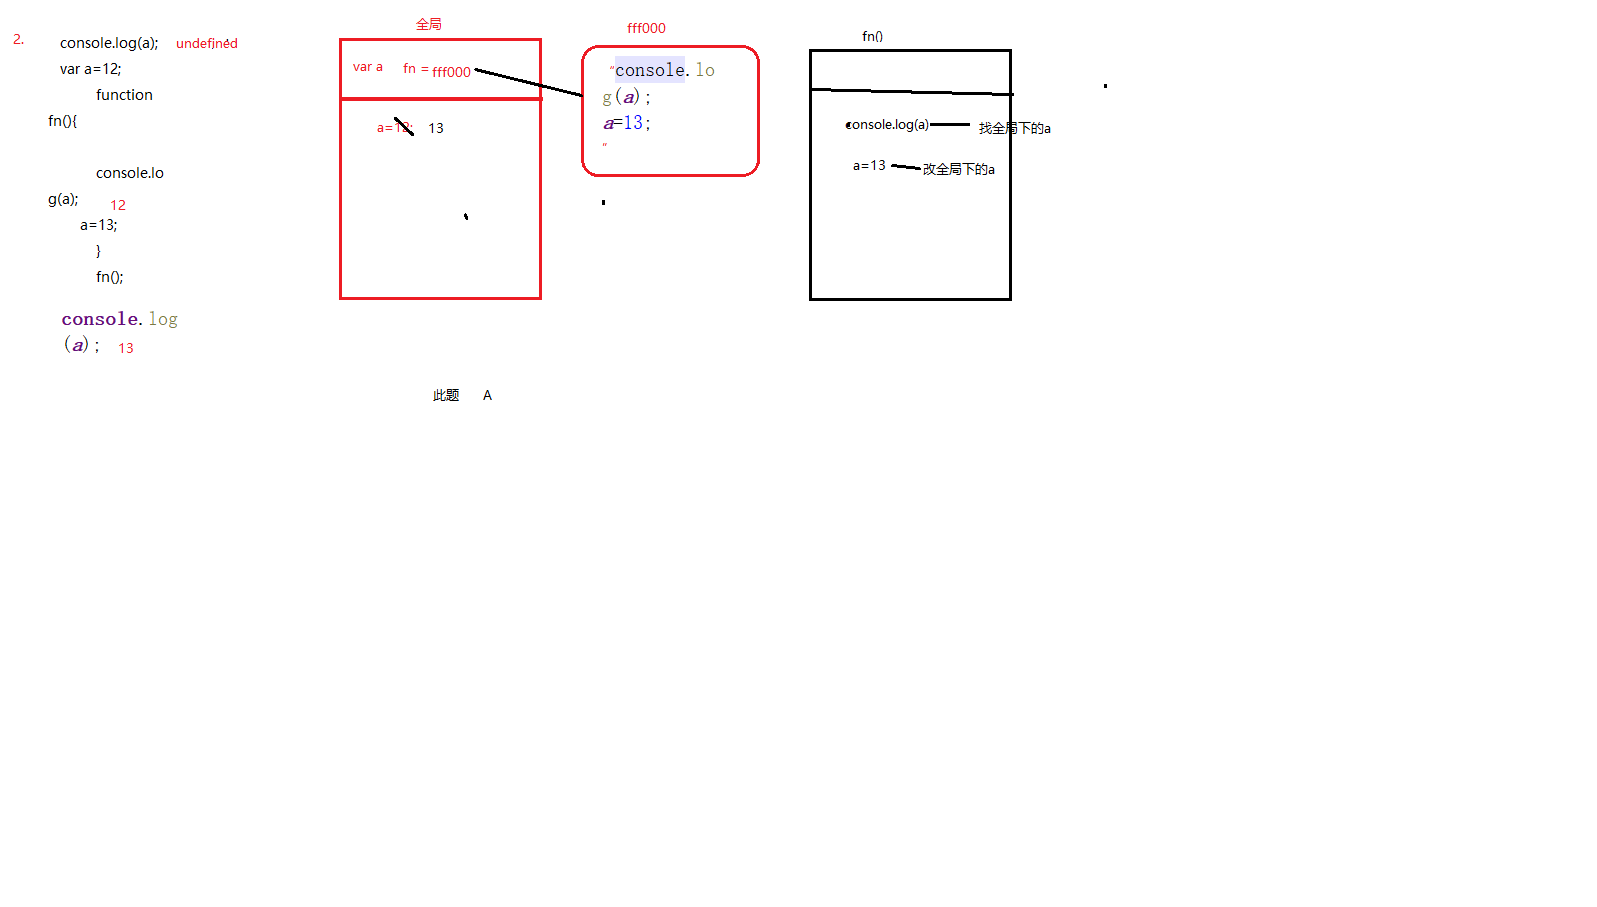 2.
console.log(a); undefined
var a=12;
function
fn(){
console.lo
g(a);
12
a=13;
}
fn();
console.log
(a); 13
全局
var a fn = fff000
a=12; 13
fff000
"console.lo
g(a);
a=13;
"
fn()
console.log(a) 找全局下的a
a=13 改全局下的a
此题 A